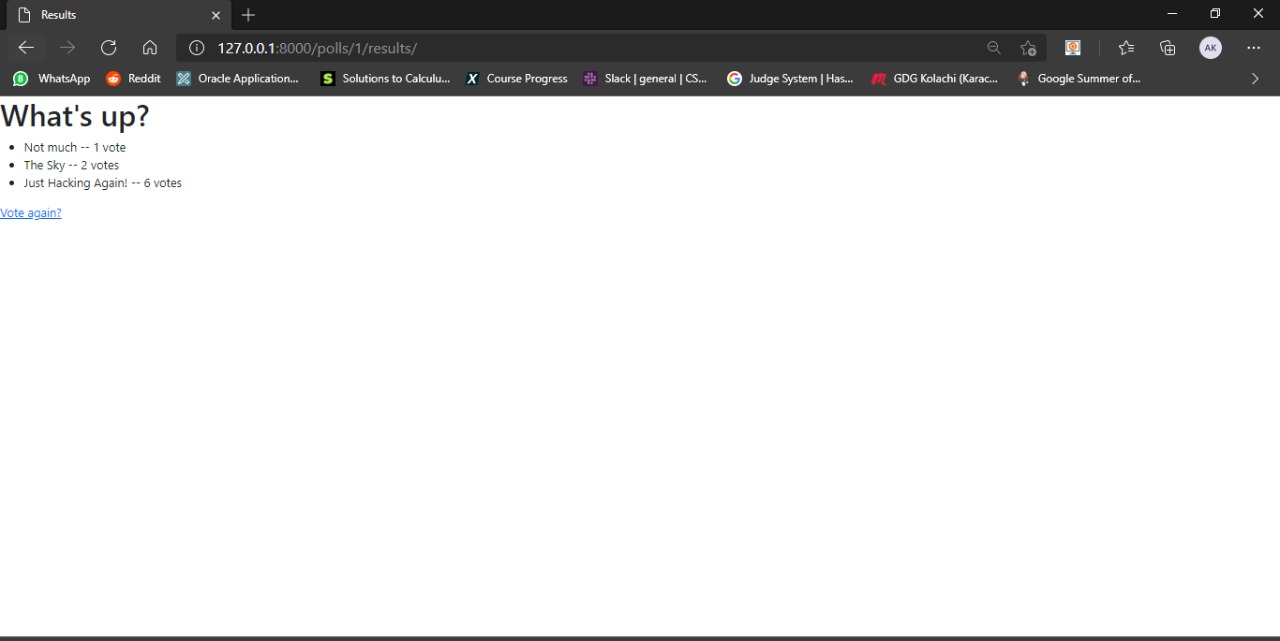 Results
127.0.0.1:8000/polls/1/results/
AK
WhatsApp Reddit Oracle Application... Solutions to Calculu... Course Progress Slack | general | CS... Judge System | Has... GDG Kolachi (Karac... Google Summer of...
What's up?
Not much -- 1 vote
The Sky -- 2 votes
Just Hacking Again! -- 6 votes
Vote again?